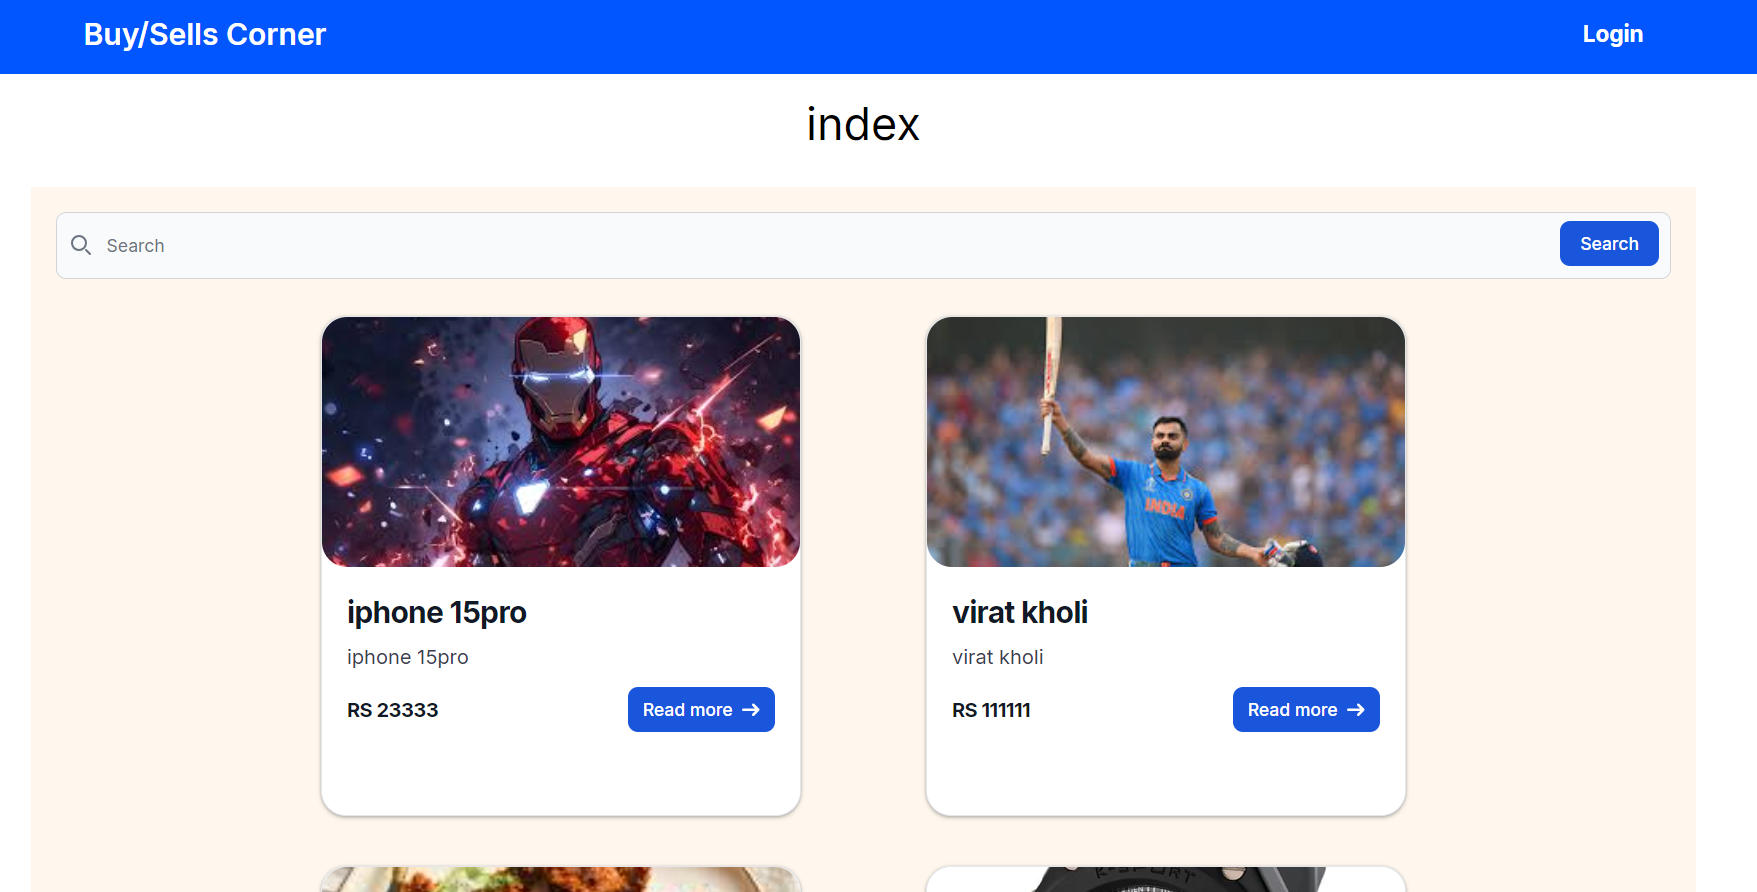 Buy/Sells Corner
Login
index
Search
Search
INDIA
iphone 15pro
iphone 15pro
RS 23333
Read more
virat kholi
virat kholi
RS 111111
Read more
K-SPORT